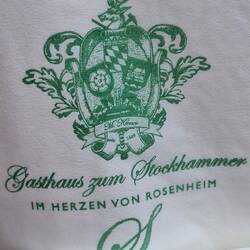 Gasthaus zum Stockhammer
IM HERZEN VON ROSENHEIM
S